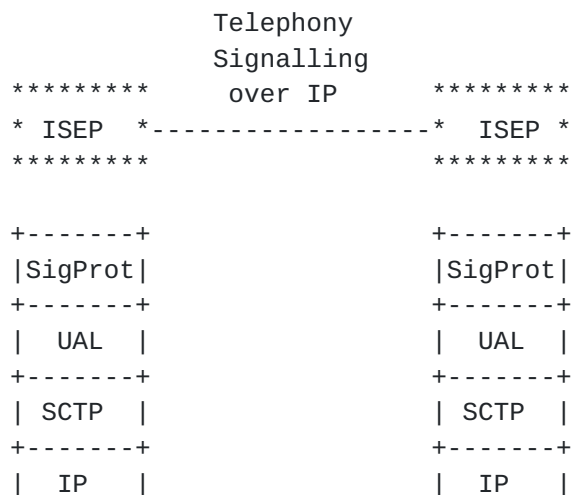 Telephony
             Signalling
*********     over IP      *********
* ISEP  *------------------*  ISEP *
*********                  *********

+-------+                  +-------+
|SigProt|                  |SigProt|
+-------+                  +-------+
|  UAL  |                  |  UAL  |
+-------+                  +-------+
| SCTP  |                  | SCTP  |
+-------+                  +-------+
|  IP   |                  |  IP   |